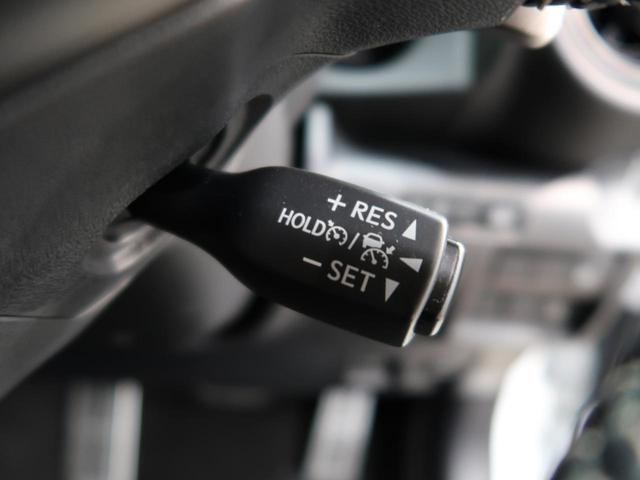 + RES ▲
HOLD / ◀
- SET ▼